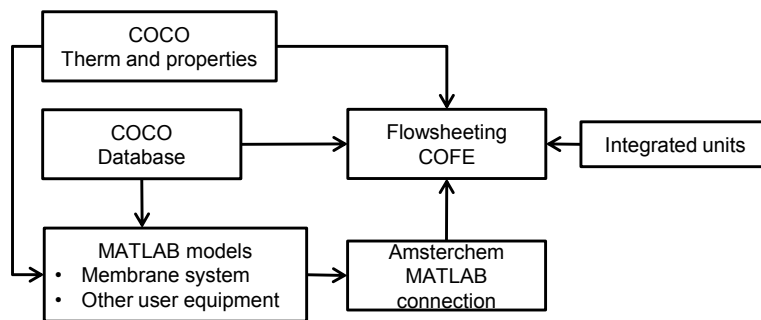 COCO
Therm and properties
COCO
Database
Flowsheeting
COFE
Integrated units
MATLAB models
• Membrane system
• Other user equipment
Amsterchem
MATLAB
connection